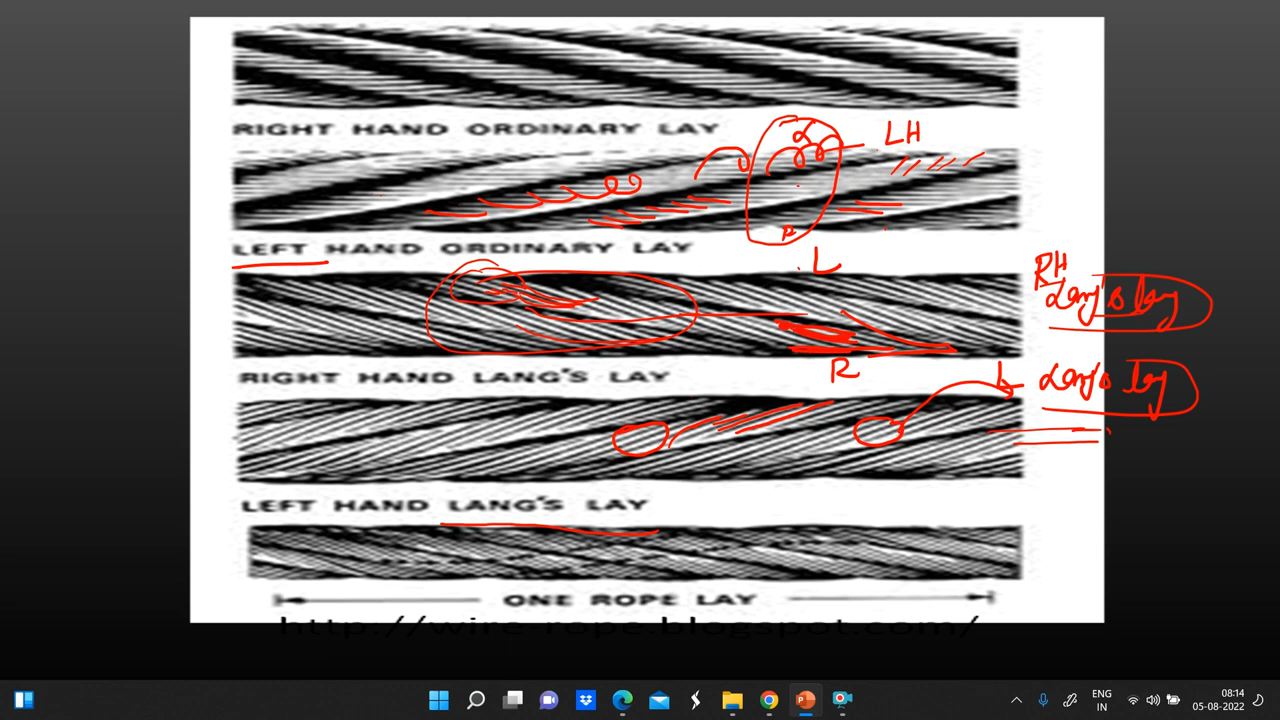 RIGHT HAND ORDINARY LAY
LH
LEFT HAND ORDINARY LAY
L
RH
Lang's lay
R
RIGHT HAND LANG'S LAY
L Lang's lay
LEFT HAND LANG'S LAY
ONE ROPE LAY
http://wire-rope.blogspot.com/
ENG
IN
08:14
05-08-2022